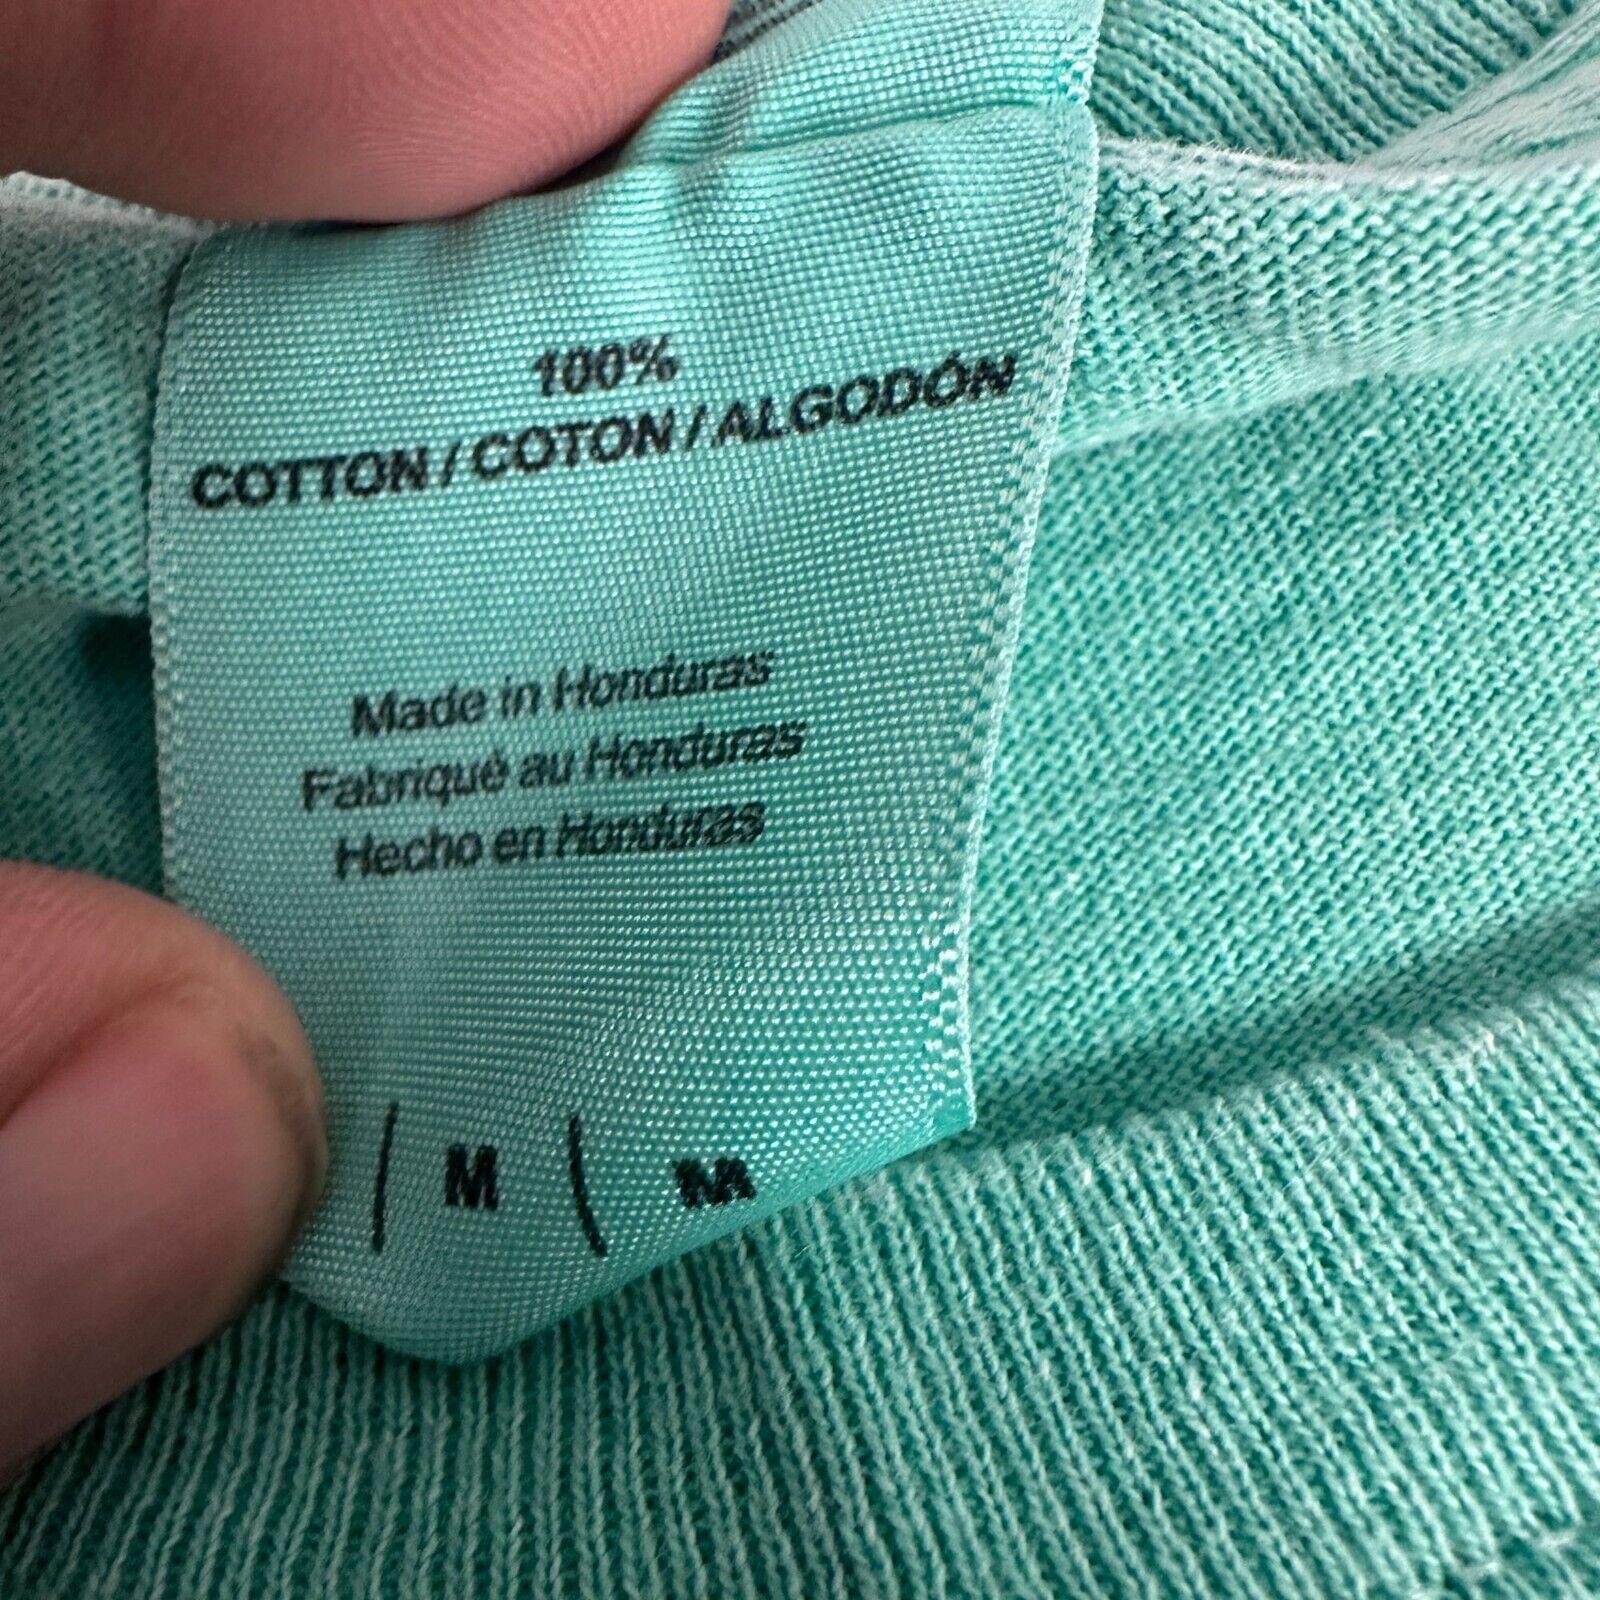 100%
COTTON / COTON / ALGODÓN
Made in Honduras
Fabriqué au Honduras
Hecho en Honduras
/ M / M